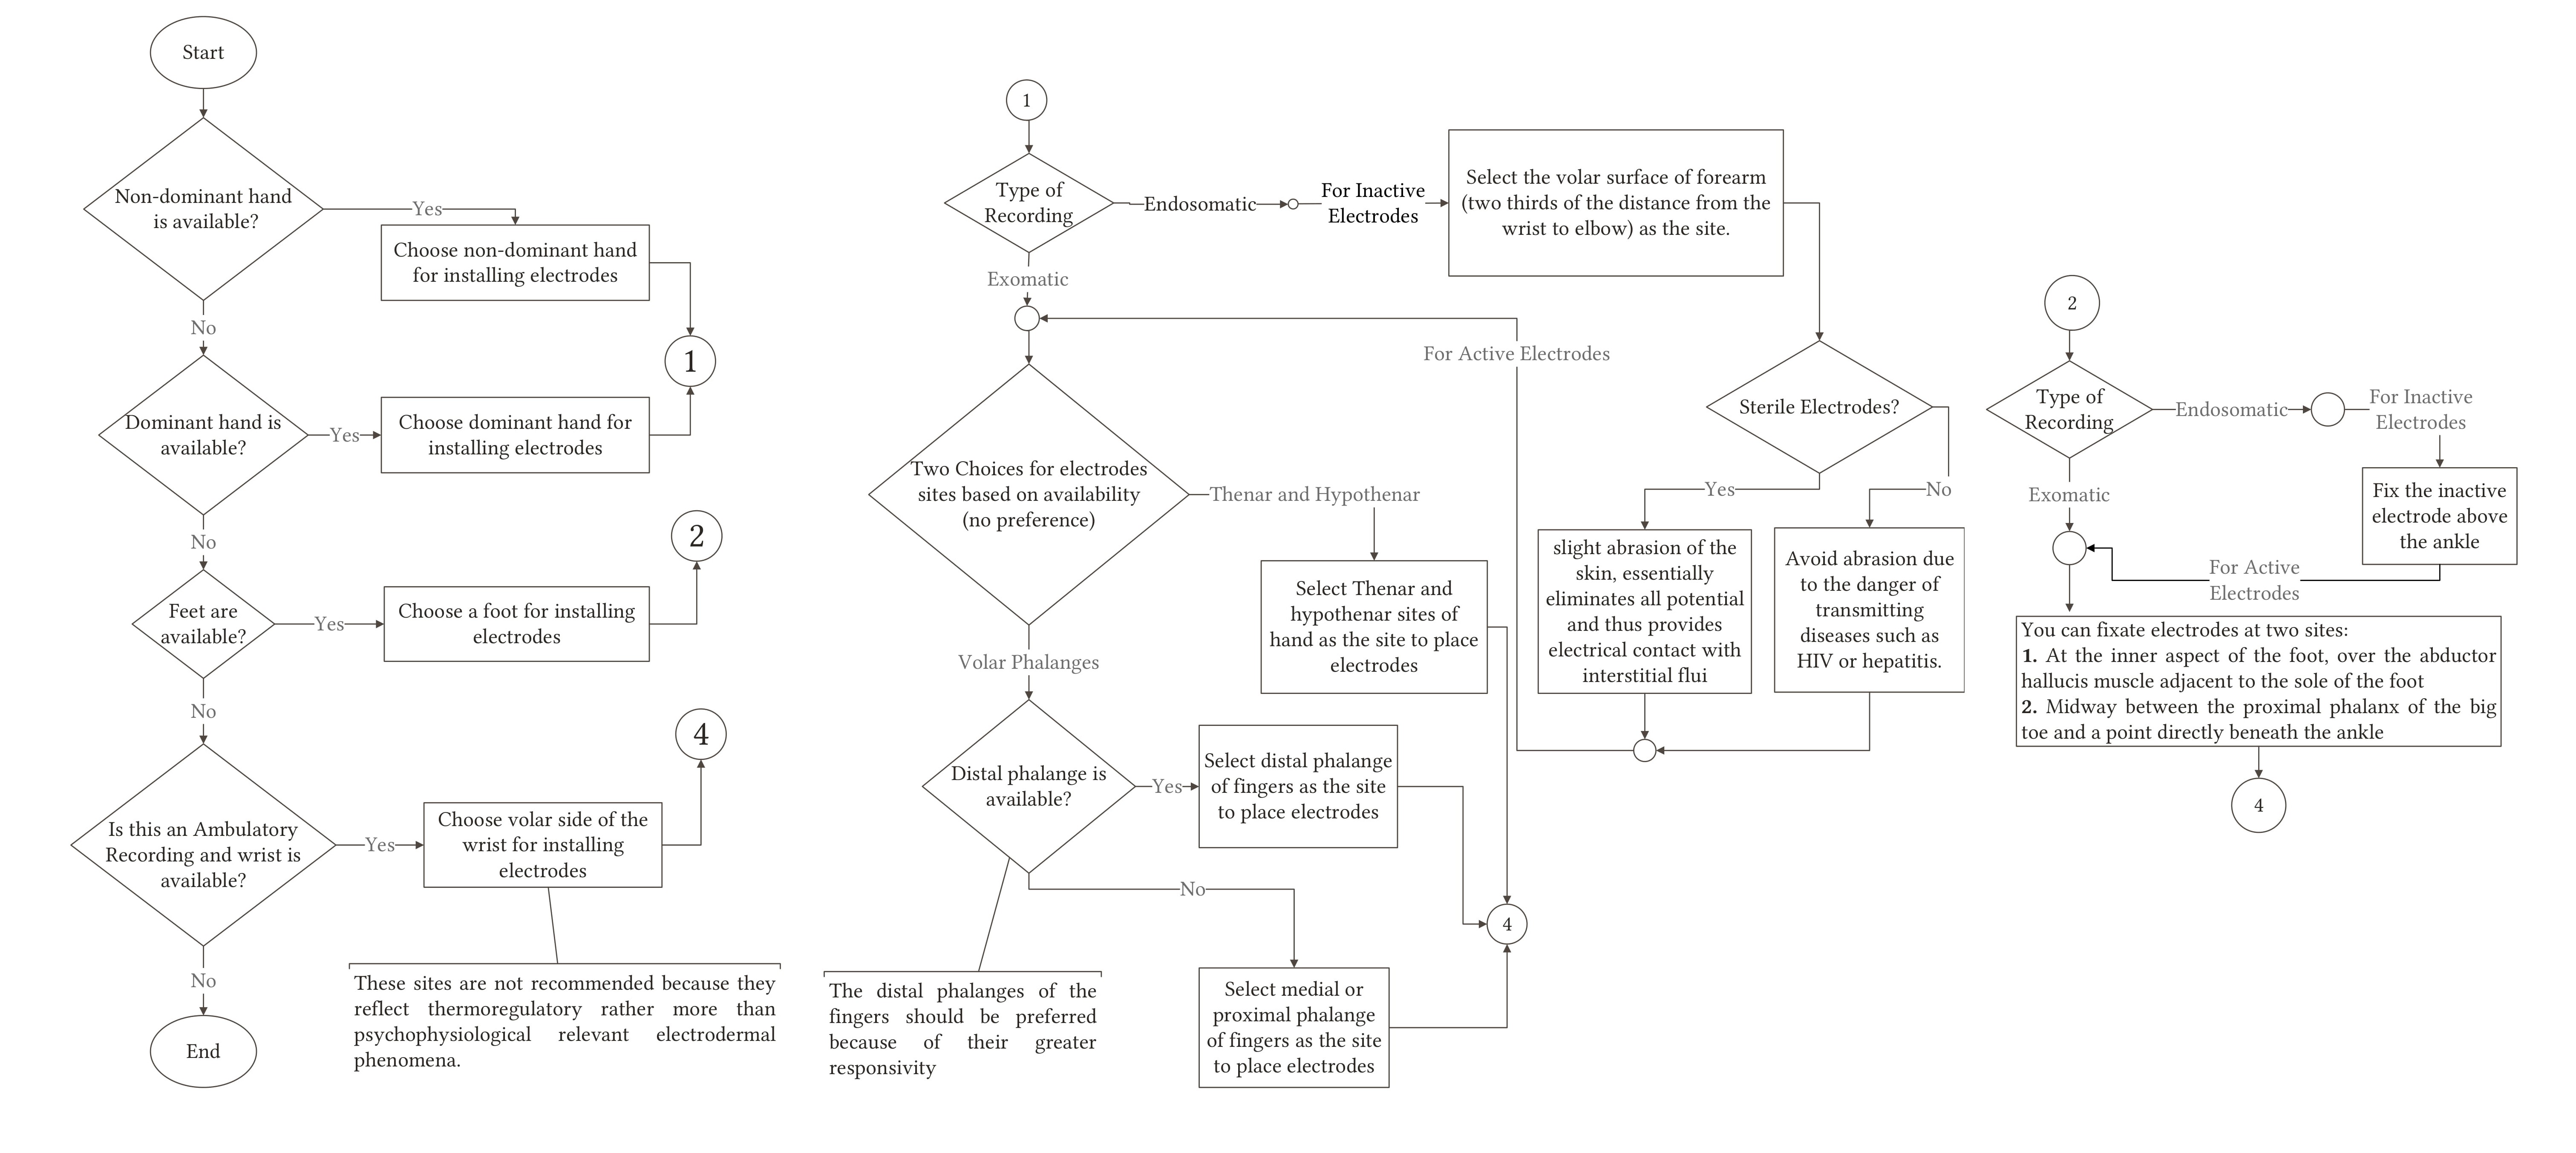 Start
Non-dominant hand
is available?
Yes
Choose non-dominant hand
for installing electrodes
No
1
Dominant hand is
available?
Yes
Choose dominant hand for
installing electrodes
No
2
Feet are
available?
Yes
Choose a foot for installing
electrodes
No
4
Is this an Ambulatory
Recording and wrist is
available?
Yes
Choose volar side of the
wrist for installing
electrodes
No
These sites are not recommended because they
reflect thermoregulatory rather more than
psychophysiological relevant electrodermal
phenomena.
End
1
Type of
Recording
Endosomatic
For Inactive
Electrodes
Select the volar surface of forearm
(two thirds of the distance from the
wrist to elbow) as the site.
Exomatic
For Active Electrodes
Sterile Electrodes?
Yes
No
slight abrasion of the
skin, essentially
eliminates all potential
and thus provides
electrical contact with
interstitial flui
Avoid abrasion due
to the danger of
transmitting
diseases such as
HIV or hepatitis.
Two Choices for electrodes
sites based on availability
(no preference)
Thenar and Hypothenar
Select Thenar and
hypothenar sites of
hand as the site to place
electrodes
Volar Phalanges
Distal phalange is
available?
Yes
Select distal phalange
of fingers as the site
to place electrodes
No
4
The distal phalanges of the
fingers should be preferred
because of their greater
responsivity
Select medial or
proximal phalange
of fingers as the site
to place electrodes
2
Type of
Recording
Endosomatic
For Inactive
Electrodes
Exomatic
Fix the inactive
electrode above
the ankle
For Active
Electrodes
You can fixate electrodes at two sites:
1. At the inner aspect of the foot, over the abductor
hallucis muscle adjacent to the sole of the foot
2. Midway between the proximal phalanx of the big
toe and a point directly beneath the ankle
4